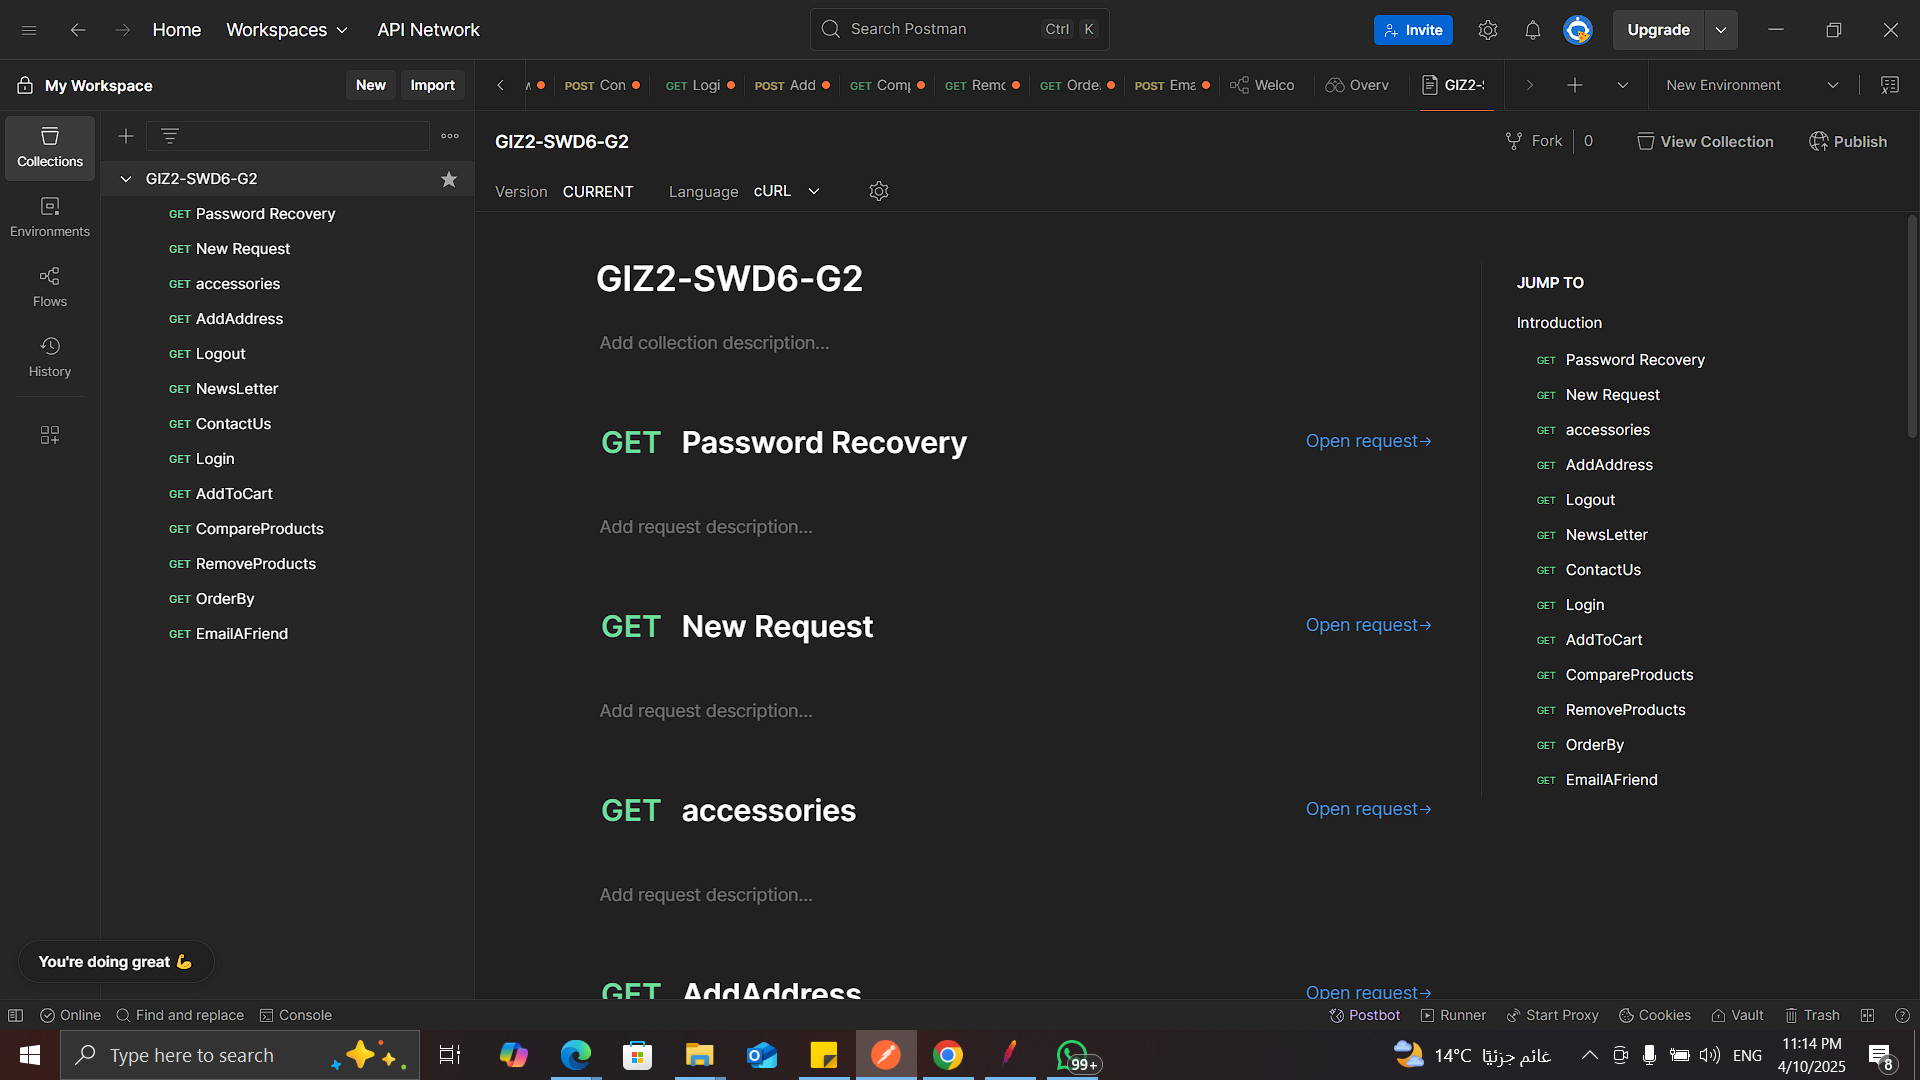 Home
Workspaces
API Network
Search Postman
Ctrl
K
Invite
Upgrade
My Workspace
New
Import
POST Con
GET Logi
POST Add
GET Comp
GET Remo
GET Orde
POST Ema
Welco
Overv
GIZ2-
New Environment
Collections
Environments
Flows
History
GIZ2-SWD6-G2
GET Password Recovery
GET New Request
GET accessories
GET AddAddress
GET Logout
GET NewsLetter
GET ContactUs
GET Login
GET AddToCart
GET CompareProducts
GET RemoveProducts
GET OrderBy
GET EmailAFriend
You're doing great 💪
GIZ2-SWD6-G2
Fork
0
View Collection
Publish
Version CURRENT
Language cURL
GIZ2-SWD6-G2
Add collection description...
GET Password Recovery
Open request→
Add request description...
GET New Request
Open request→
Add request description...
GET accessories
Open request→
Add request description...
GET AddAddress
Open request→
JUMP TO
Introduction
GET Password Recovery
GET New Request
GET accessories
GET AddAddress
GET Logout
GET NewsLetter
GET ContactUs
GET Login
GET AddToCart
GET CompareProducts
GET RemoveProducts
GET OrderBy
GET EmailAFriend
Online
Find and replace
Console
Postbot
Runner
Start Proxy
Cookies
Vault
Trash
Type here to search
99+
14°C غائم جزئيًا
ENG
11:14 PM
4/10/2025
8